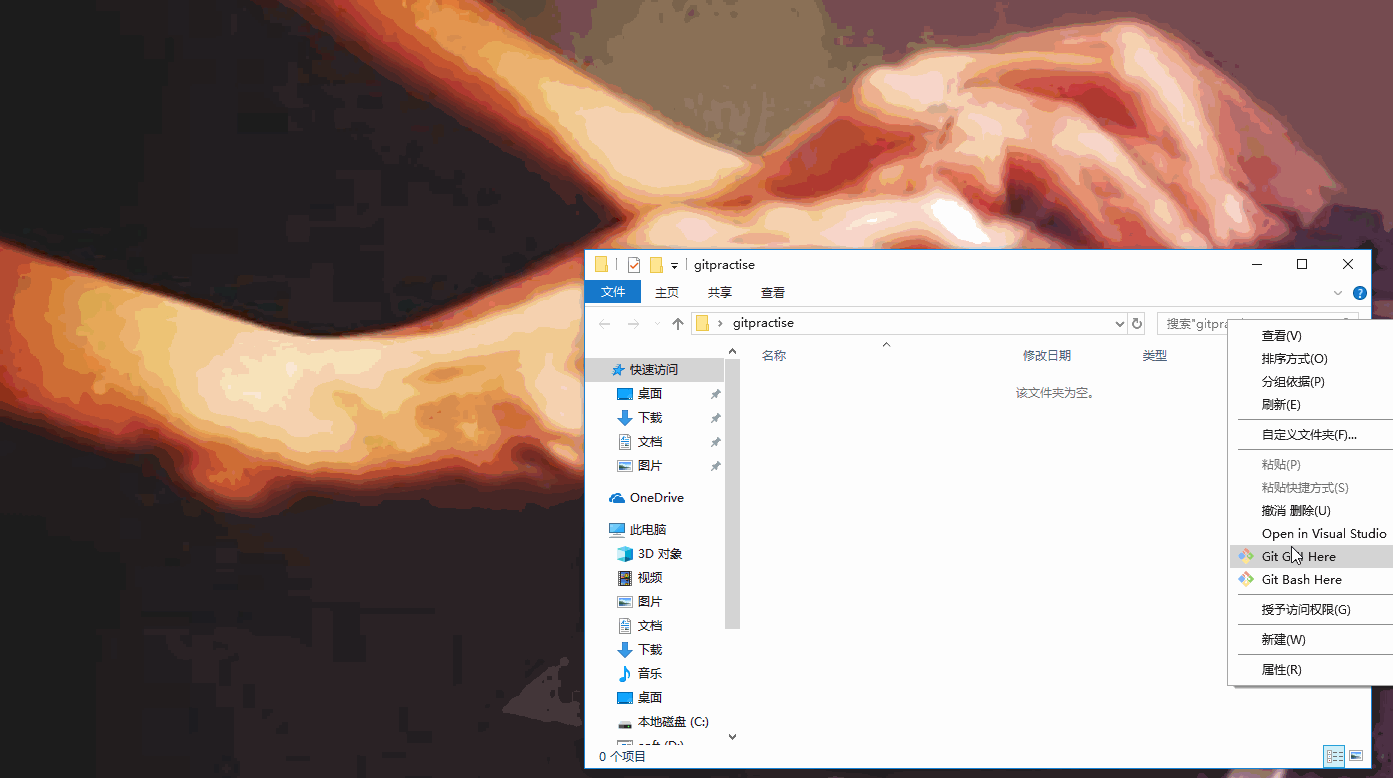 gitpractise
文件 主页 共享 查看
gitpractise
搜索"gitpra
名称 修改日期 类型
该文件夹为空。
快速访问
桌面
下载
文档
图片
OneDrive
此电脑
3D 对象
视频
图片
文档
下载
音乐
桌面
本地磁盘 (C:)
0 个项目
查看(V)
排序方式(O)
分组依据(P)
刷新(E)
自定义文件夹(F)...
粘贴(P)
粘贴快捷方式(S)
撤消 删除(U)
Open in Visual Studio
Git Here
Git Bash Here
授予访问权限(G)
新建(W)
属性(R)